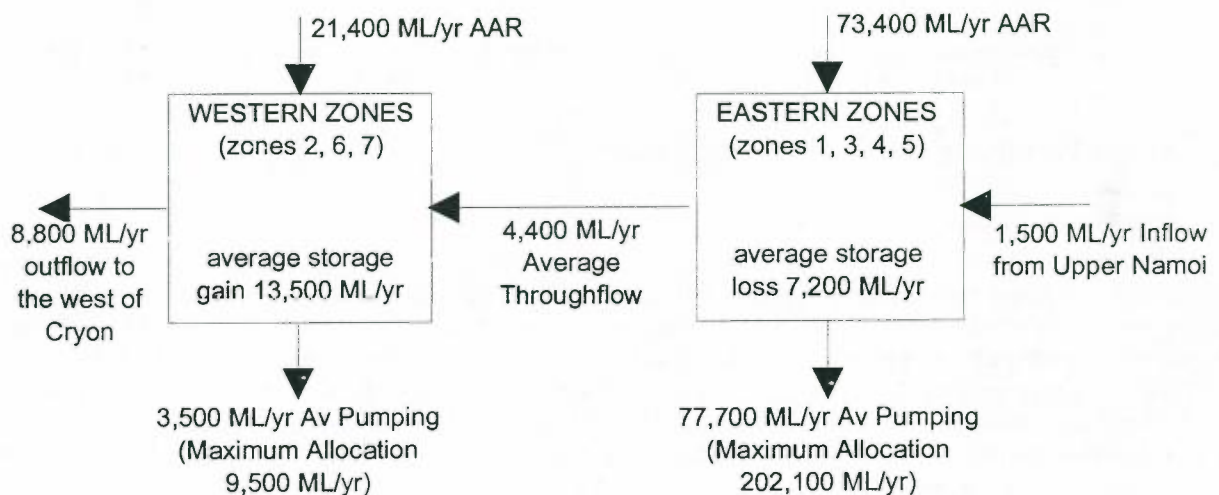 21,400 ML/yr AAR
73,400 ML/yr AAR
WESTERN ZONES
(zones 2, 6, 7)
EASTERN ZONES
(zones 1, 3, 4, 5)
8,800 ML/yr
outflow to
the west of
Cryon
average storage
gain 13,500 ML/yr
4,400 ML/yr
Average
Throughflow
average storage
loss 7,200 ML/yr
1,500 ML/yr Inflow
from Upper Namoi
3,500 ML/yr Av Pumping
(Maximum Allocation
9,500 ML/yr)
77,700 ML/yr Av Pumping
(Maximum Allocation
202,100 ML/yr)